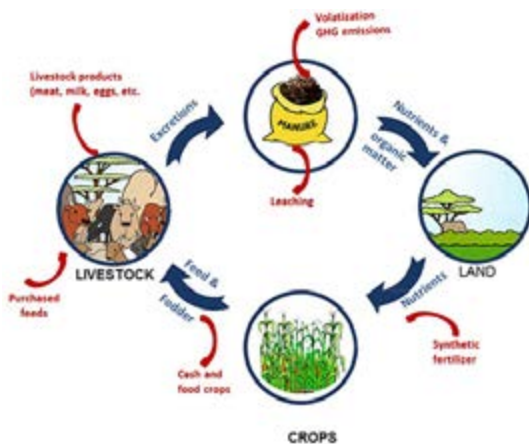 Volatization
GHG emissions
Livestock products
(meat, milk, eggs, etc.
Excretions
MANURE
Nutrients &
organic
matter
Leaching
LIVESTOCK
LAND
Purchased
feeds
Feed &
Fodder
Nutrients
Cash and
food crops
Synthetic
fertilizer
CROPS